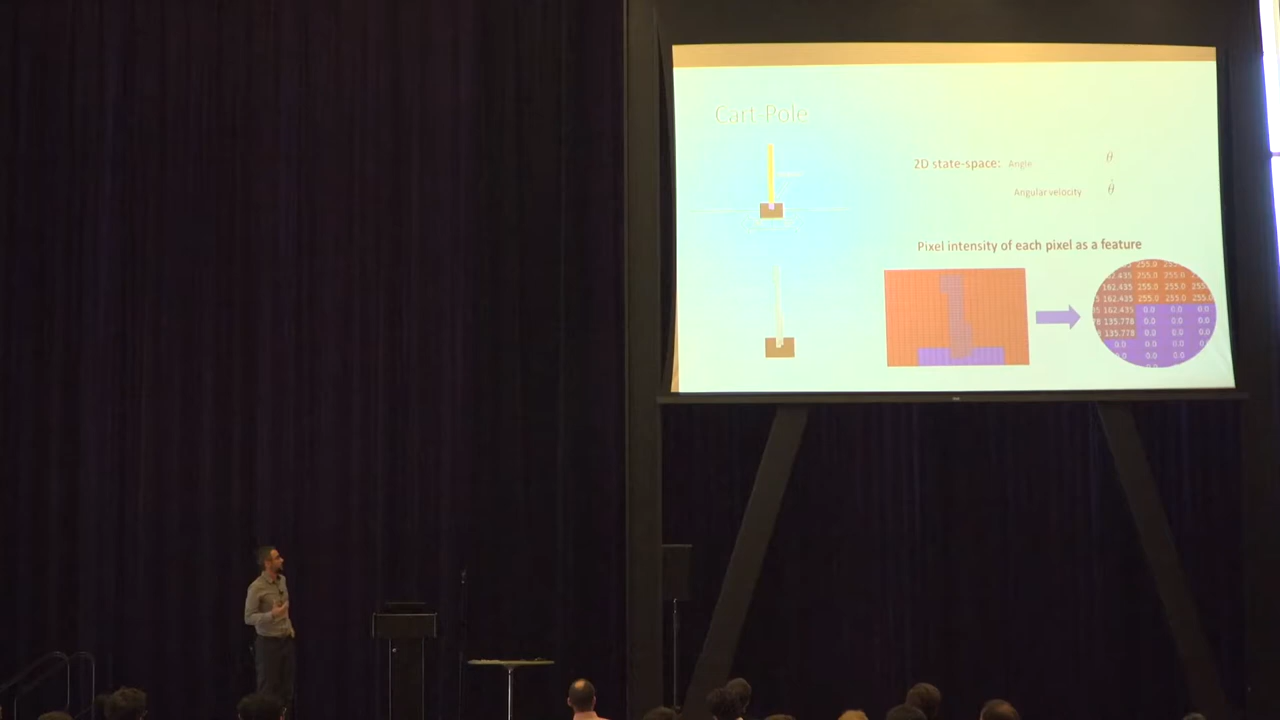 Cart-Pole
2D state-space: Angle θ
Angular velocity θ̇
Pixel intensity of each pixel as a feature
255.0
162.435 255.0 255.0
162.435 255.0 255.0 255.0
162.435 0.0 0.0 0.0
135.778 0.0 0.0 0.0
135.778 0.0 0.0 0.0
0.0 0.0 0.0 0.0
0.0 0.0 0.0